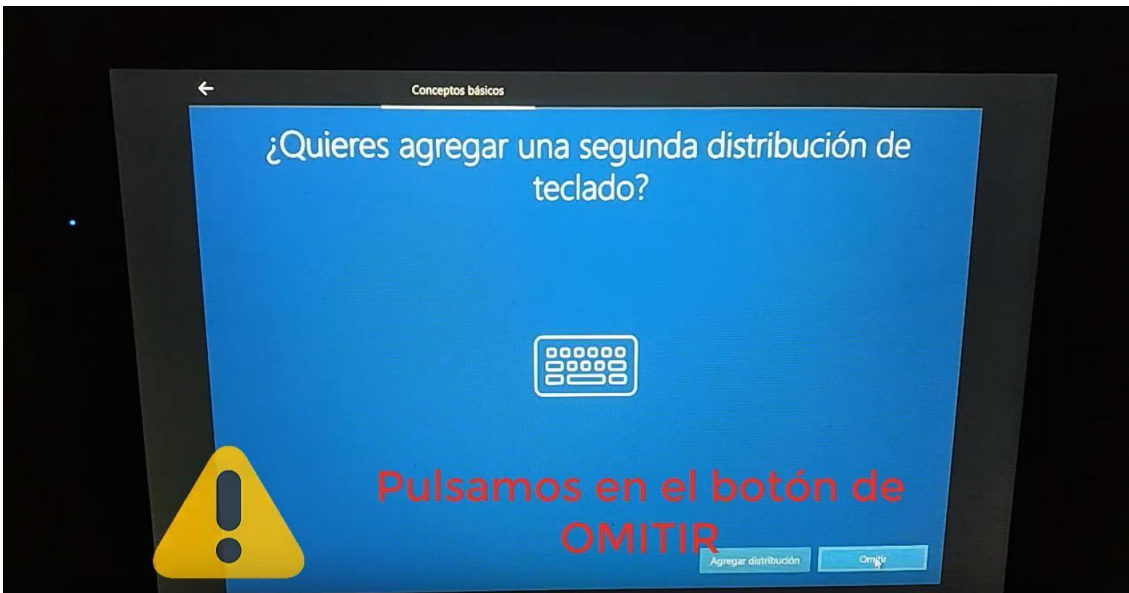 Conceptos básicos
¿Quieres agregar una segunda distribución de
teclado?
Pulsamos en el botón de
OMITIR
Agregar distribución
Omitir